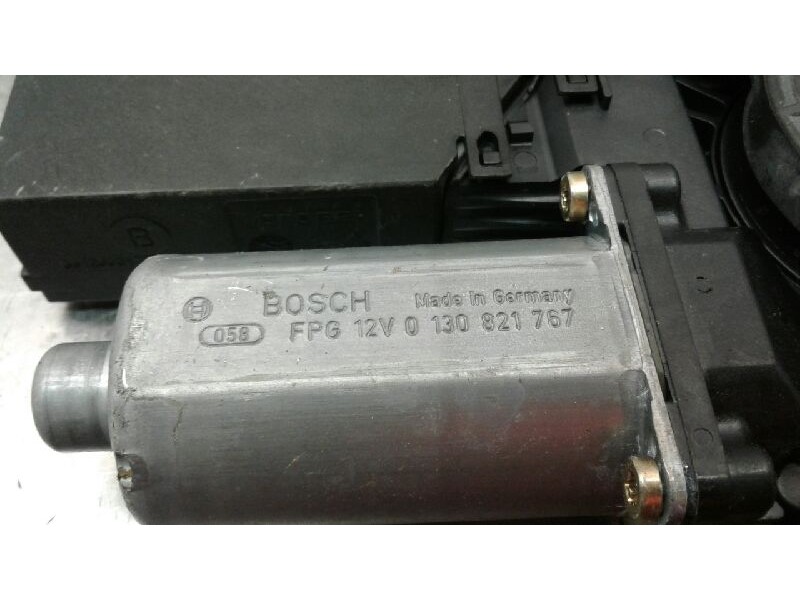 BOSCH Made in Germany
058 FPG 12V 0 130 821 767